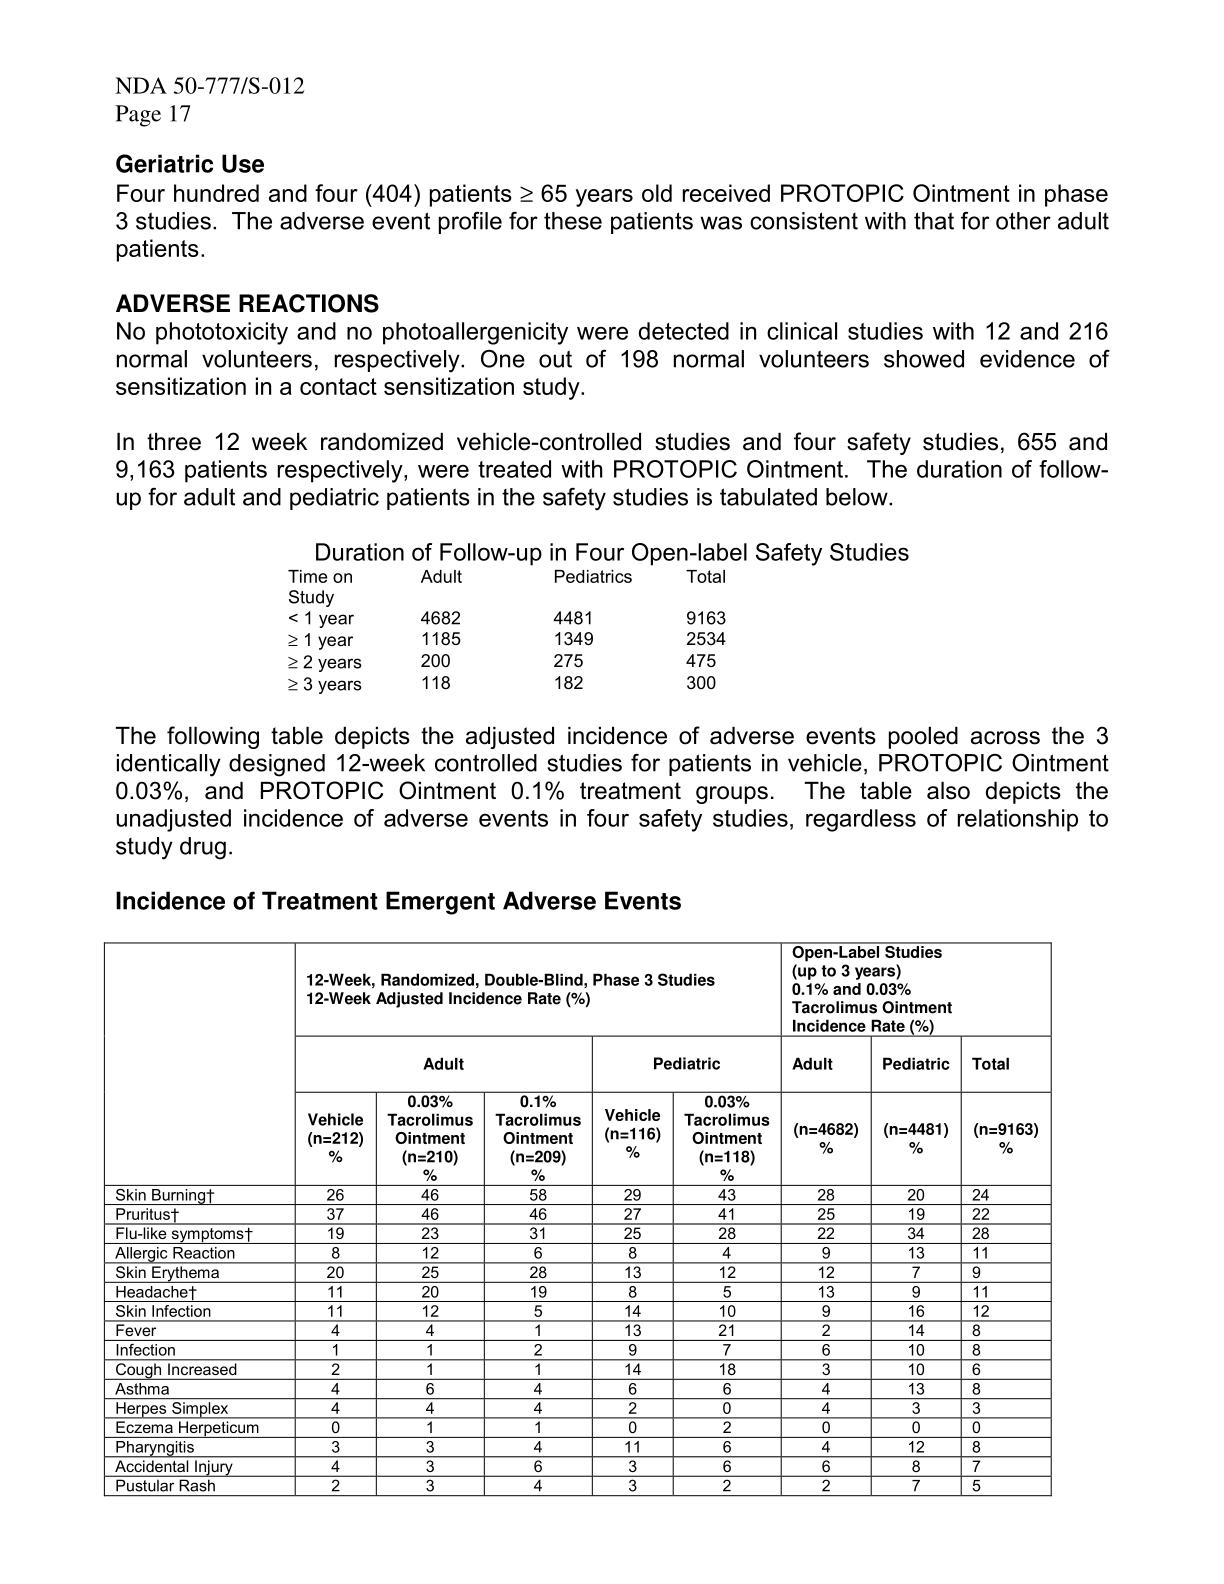 NDA 50-777/S-012
Page 17
Geriatric Use
Four hundred and four (404) patients ≥ 65 years old received PROTOPIC Ointment in phase
3 studies. The adverse event profile for these patients was consistent with that for other adult
patients.
ADVERSE REACTIONS
No phototoxicity and no photoallergenicity were detected in clinical studies with 12 and 216
normal volunteers, respectively. One out of 198 normal volunteers showed evidence of
sensitization in a contact sensitization study.
In three 12 week randomized vehicle-controlled studies and four safety studies, 655 and
9,163 patients respectively, were treated with PROTOPIC Ointment. The duration of follow-
up for adult and pediatric patients in the safety studies is tabulated below.
Duration of Follow-up in Four Open-label Safety Studies
Time on Adult Pediatrics Total
Study
< 1 year 4682 4481 9163
≥ 1 year 1185 1349 2534
≥ 2 years 200 275 475
≥ 3 years 118 182 300
The following table depicts the adjusted incidence of adverse events pooled across the 3
identically designed 12-week controlled studies for patients in vehicle, PROTOPIC Ointment
0.03%, and PROTOPIC Ointment 0.1% treatment groups. The table also depicts the
unadjusted incidence of adverse events in four safety studies, regardless of relationship to
study drug.
Incidence of Treatment Emergent Adverse Events
12-Week, Randomized, Double-Blind, Phase 3 Studies
12-Week Adjusted Incidence Rate (%)
Open-Label Studies
(up to 3 years)
0.1% and 0.03%
Tacrolimus Ointment
Incidence Rate (%)
Adult Pediatric Adult Pediatric Total
Vehicle
(n=212)
%
0.03%
Tacrolimus
Ointment
(n=210)
%
0.1%
Tacrolimus
Ointment
(n=209)
%
Vehicle
(n=116)
%
0.03%
Tacrolimus
Ointment
(n=118)
%
(n=4682)
%
(n=4481)
%
(n=9163)
%
Skin Burning† 26 46 58 29 43 28 20 24
Pruritus† 37 46 46 27 41 25 19 22
Flu-like symptoms† 19 23 31 25 28 22 34 28
Allergic Reaction 8 12 6 8 4 9 13 11
Skin Erythema 20 25 28 13 12 12 7 9
Headache† 11 20 19 8 5 13 9 11
Skin Infection 11 12 5 14 10 9 16 12
Fever 4 4 1 13 21 2 14 8
Infection 1 1 2 9 7 6 10 8
Cough Increased 2 1 1 14 18 3 10 6
Asthma 4 6 4 6 6 4 13 8
Herpes Simplex 4 4 4 2 0 4 3 3
Eczema Herpeticum 0 1 1 0 2 0 0 0
Pharyngitis 3 3 4 11 6 4 12 8
Accidental Injury 4 3 6 3 6 6 8 7
Pustular Rash 2 3 4 3 2 2 7 5